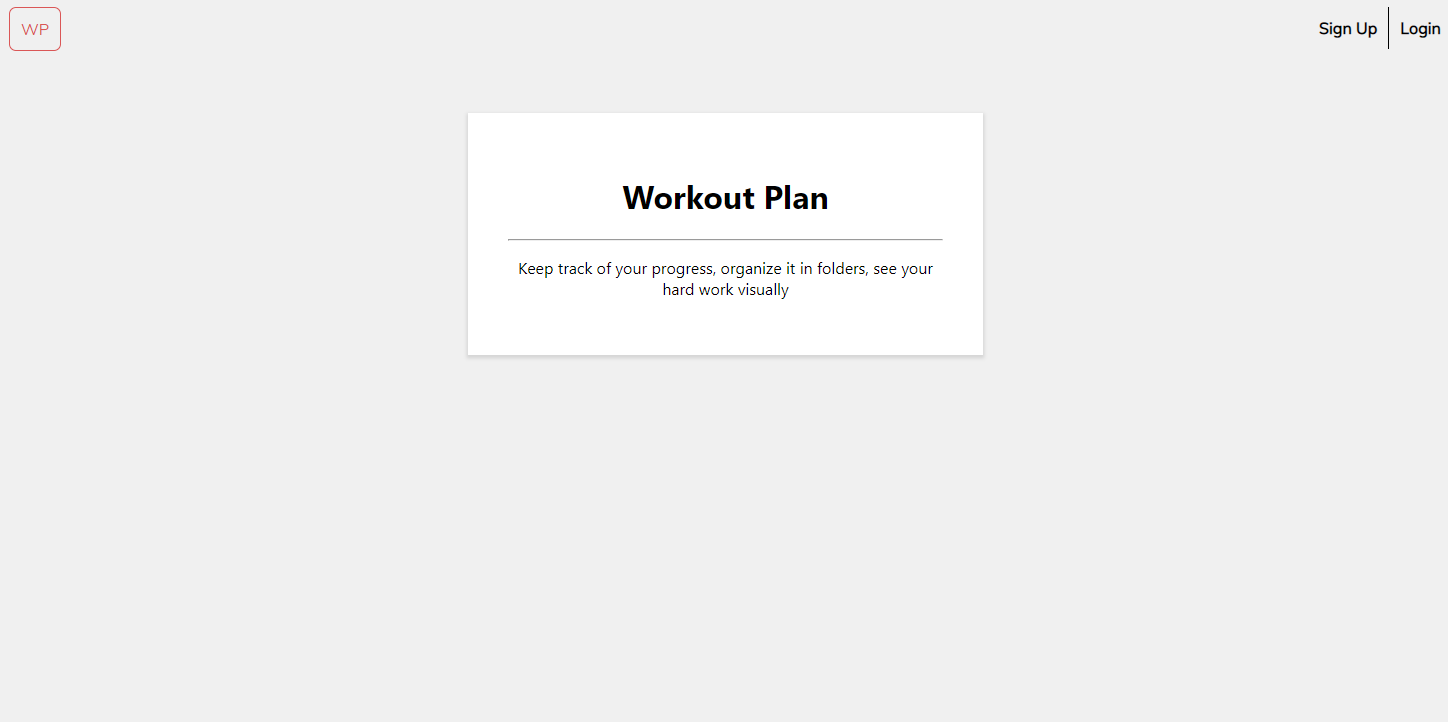 WP
Sign Up
Login
Workout Plan
Keep track of your progress, organize it in folders, see your
hard work visually